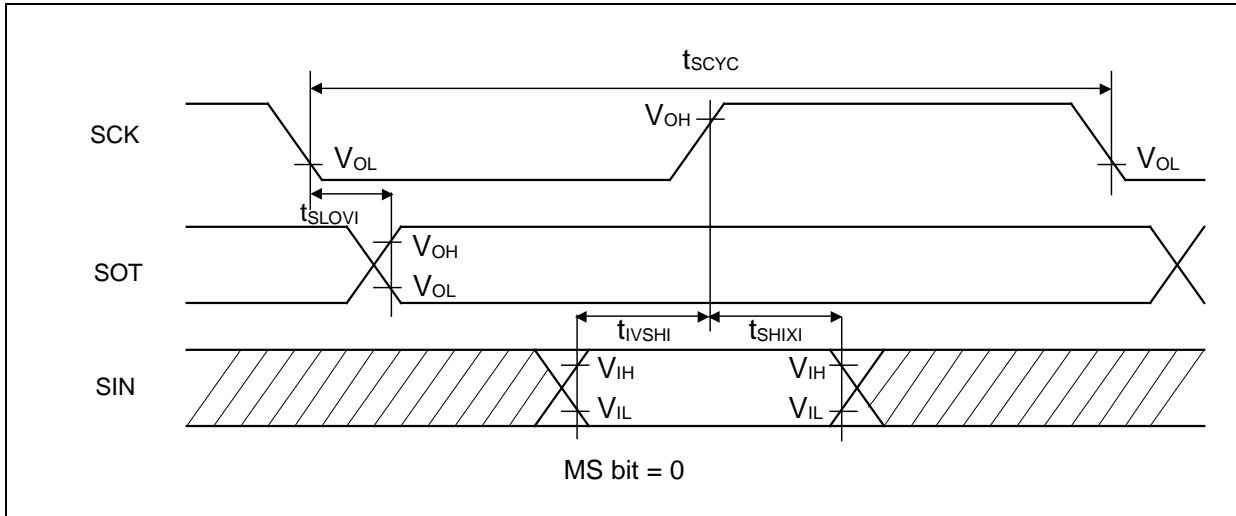 tSCYC
SCK
VOH
VOL
VOL
tSLOVI
SOT
VOH
VOL
tIVSHI
tSHIXI
SIN
VIH
VIH
VIL
VIL
MS bit = 0